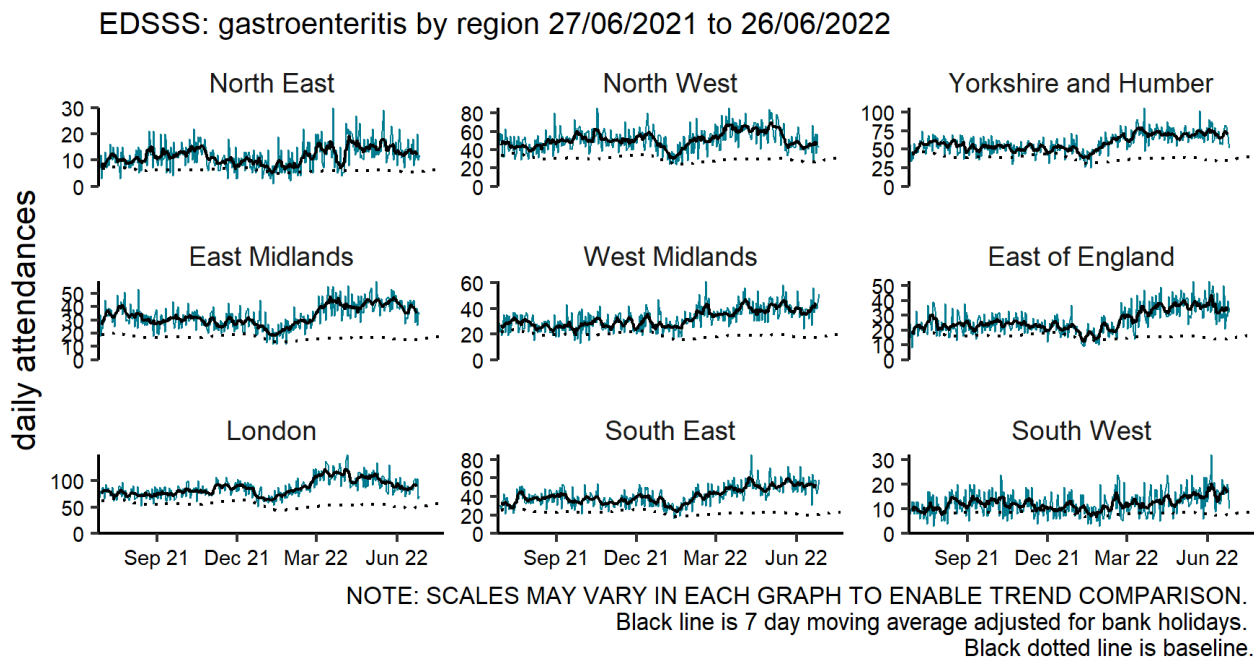 EDSSS: gastroenteritis by region 27/06/2021 to 26/06/2022
daily attendances
North East
30
20
10
0
North West
80
60
40
20
0
Yorkshire and Humber
100
75
50
25
0
East Midlands
50
40
30
20
10
0
West Midlands
60
40
20
0
East of England
50
40
30
20
10
0
London
100
50
0
South East
80
60
40
20
0
South West
30
20
10
0
Sep 21 Dec 21 Mar 22 Jun 22
Sep 21 Dec 21 Mar 22 Jun 22
Sep 21 Dec 21 Mar 22 Jun 22
NOTE: SCALES MAY VARY IN EACH GRAPH TO ENABLE TREND COMPARISON.
Black line is 7 day moving average adjusted for bank holidays.
Black dotted line is baseline.